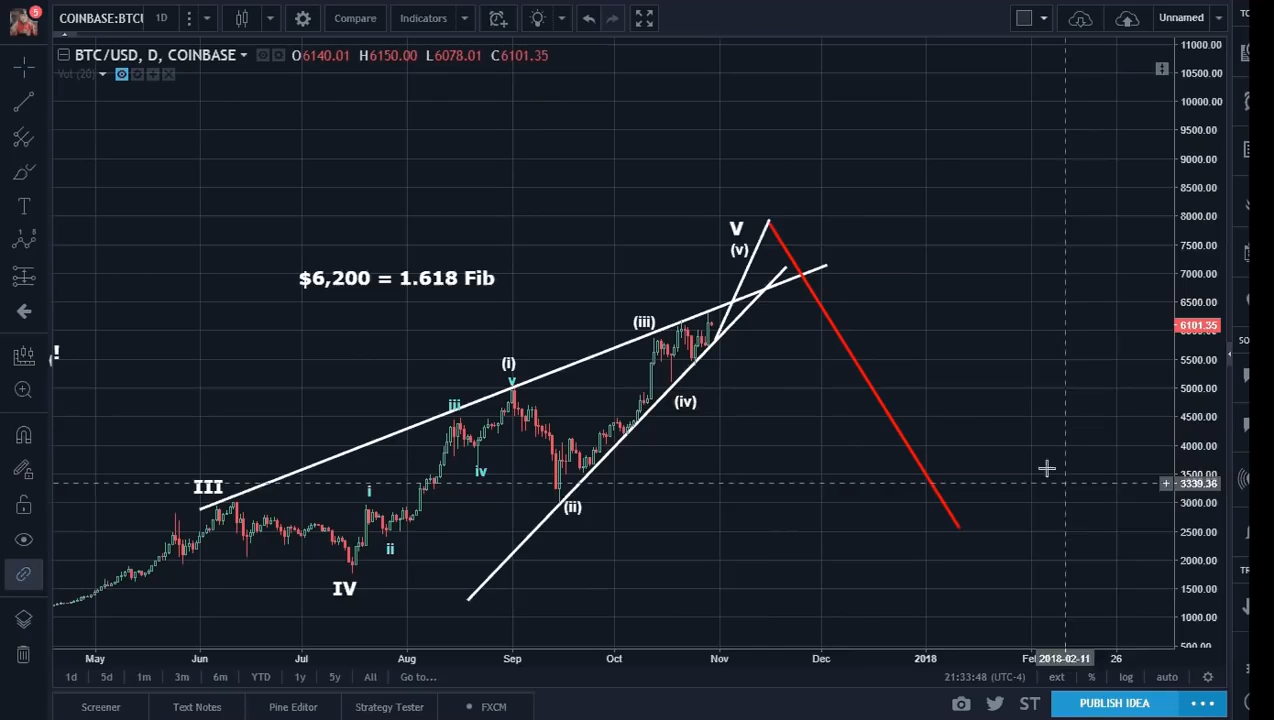 5
COINBASE:BTCU
1D
Compare
Indicators
Unnamed
BTC/USD, D, COINBASE
O6140.01 H6150.00 L6078.01 C6101.35
Vol (20)
11000.00
10500.00
10000.00
9500.00
9000.00
8500.00
8000.00
7500.00
7000.00
6500.00
6101.35
5500.00
5000.00
4500.00
4000.00
3500.00
3339.36
3000.00
2500.00
2000.00
1500.00
1000.00
500.00
V
(v)
$6,200 = 1.618 Fib
(iii)
!
(i)
v
iii
(iv)
iv
III
i
(ii)
ii
IV
May Jun Jul Aug Sep Oct Nov Dec 2018 2018-02-11 26
1d 5d 1m 3m 6m YTD 1y 5y All Go to...
21:33:48 (UTC-4) ext % log auto
Screener Text Notes Pine Editor Strategy Tester FXCM
ST
PUBLISH IDEA